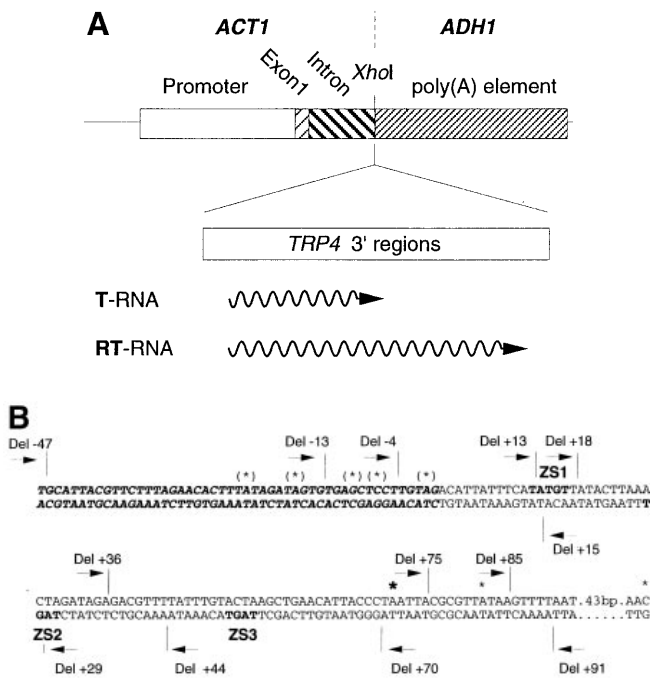 A
ACT1 ADH1
Promoter Exon1 Intron XhoI poly(A) element
TRP4 3' regions
T-RNA
RT-RNA
B
Del -47 Del -13 Del -4 Del +13 Del +18
(*) (*) (*) (*) (*) ZS1
TGCATTACGTTCTTTAGAACACTTTATAGATAGTGTGAGCTCCTTGTAGACATTATTTCATATGTTATACTTAAA
ACGTAATGCAAGAAATCTTGTGAAATATCTATCACACTCGAGGAACATCTGTAATAAAGTATACAATATGAATTT
Del +15
Del +36 Del +75 Del +85
* * *
CTAGATAGAGACGTTTTATTTGTACTAAGCTGAACATTACCCTAATTACGCGTTATAAGTTTTAAT.43bp.AAC
GATCTATCTCTGCAAAATAAACATGATTCGACTTGTAATGGGATTAATGCGCAATATTCAAAATTA......TTG
ZS2 ZS3
Del +29 Del +44 Del +70 Del +91